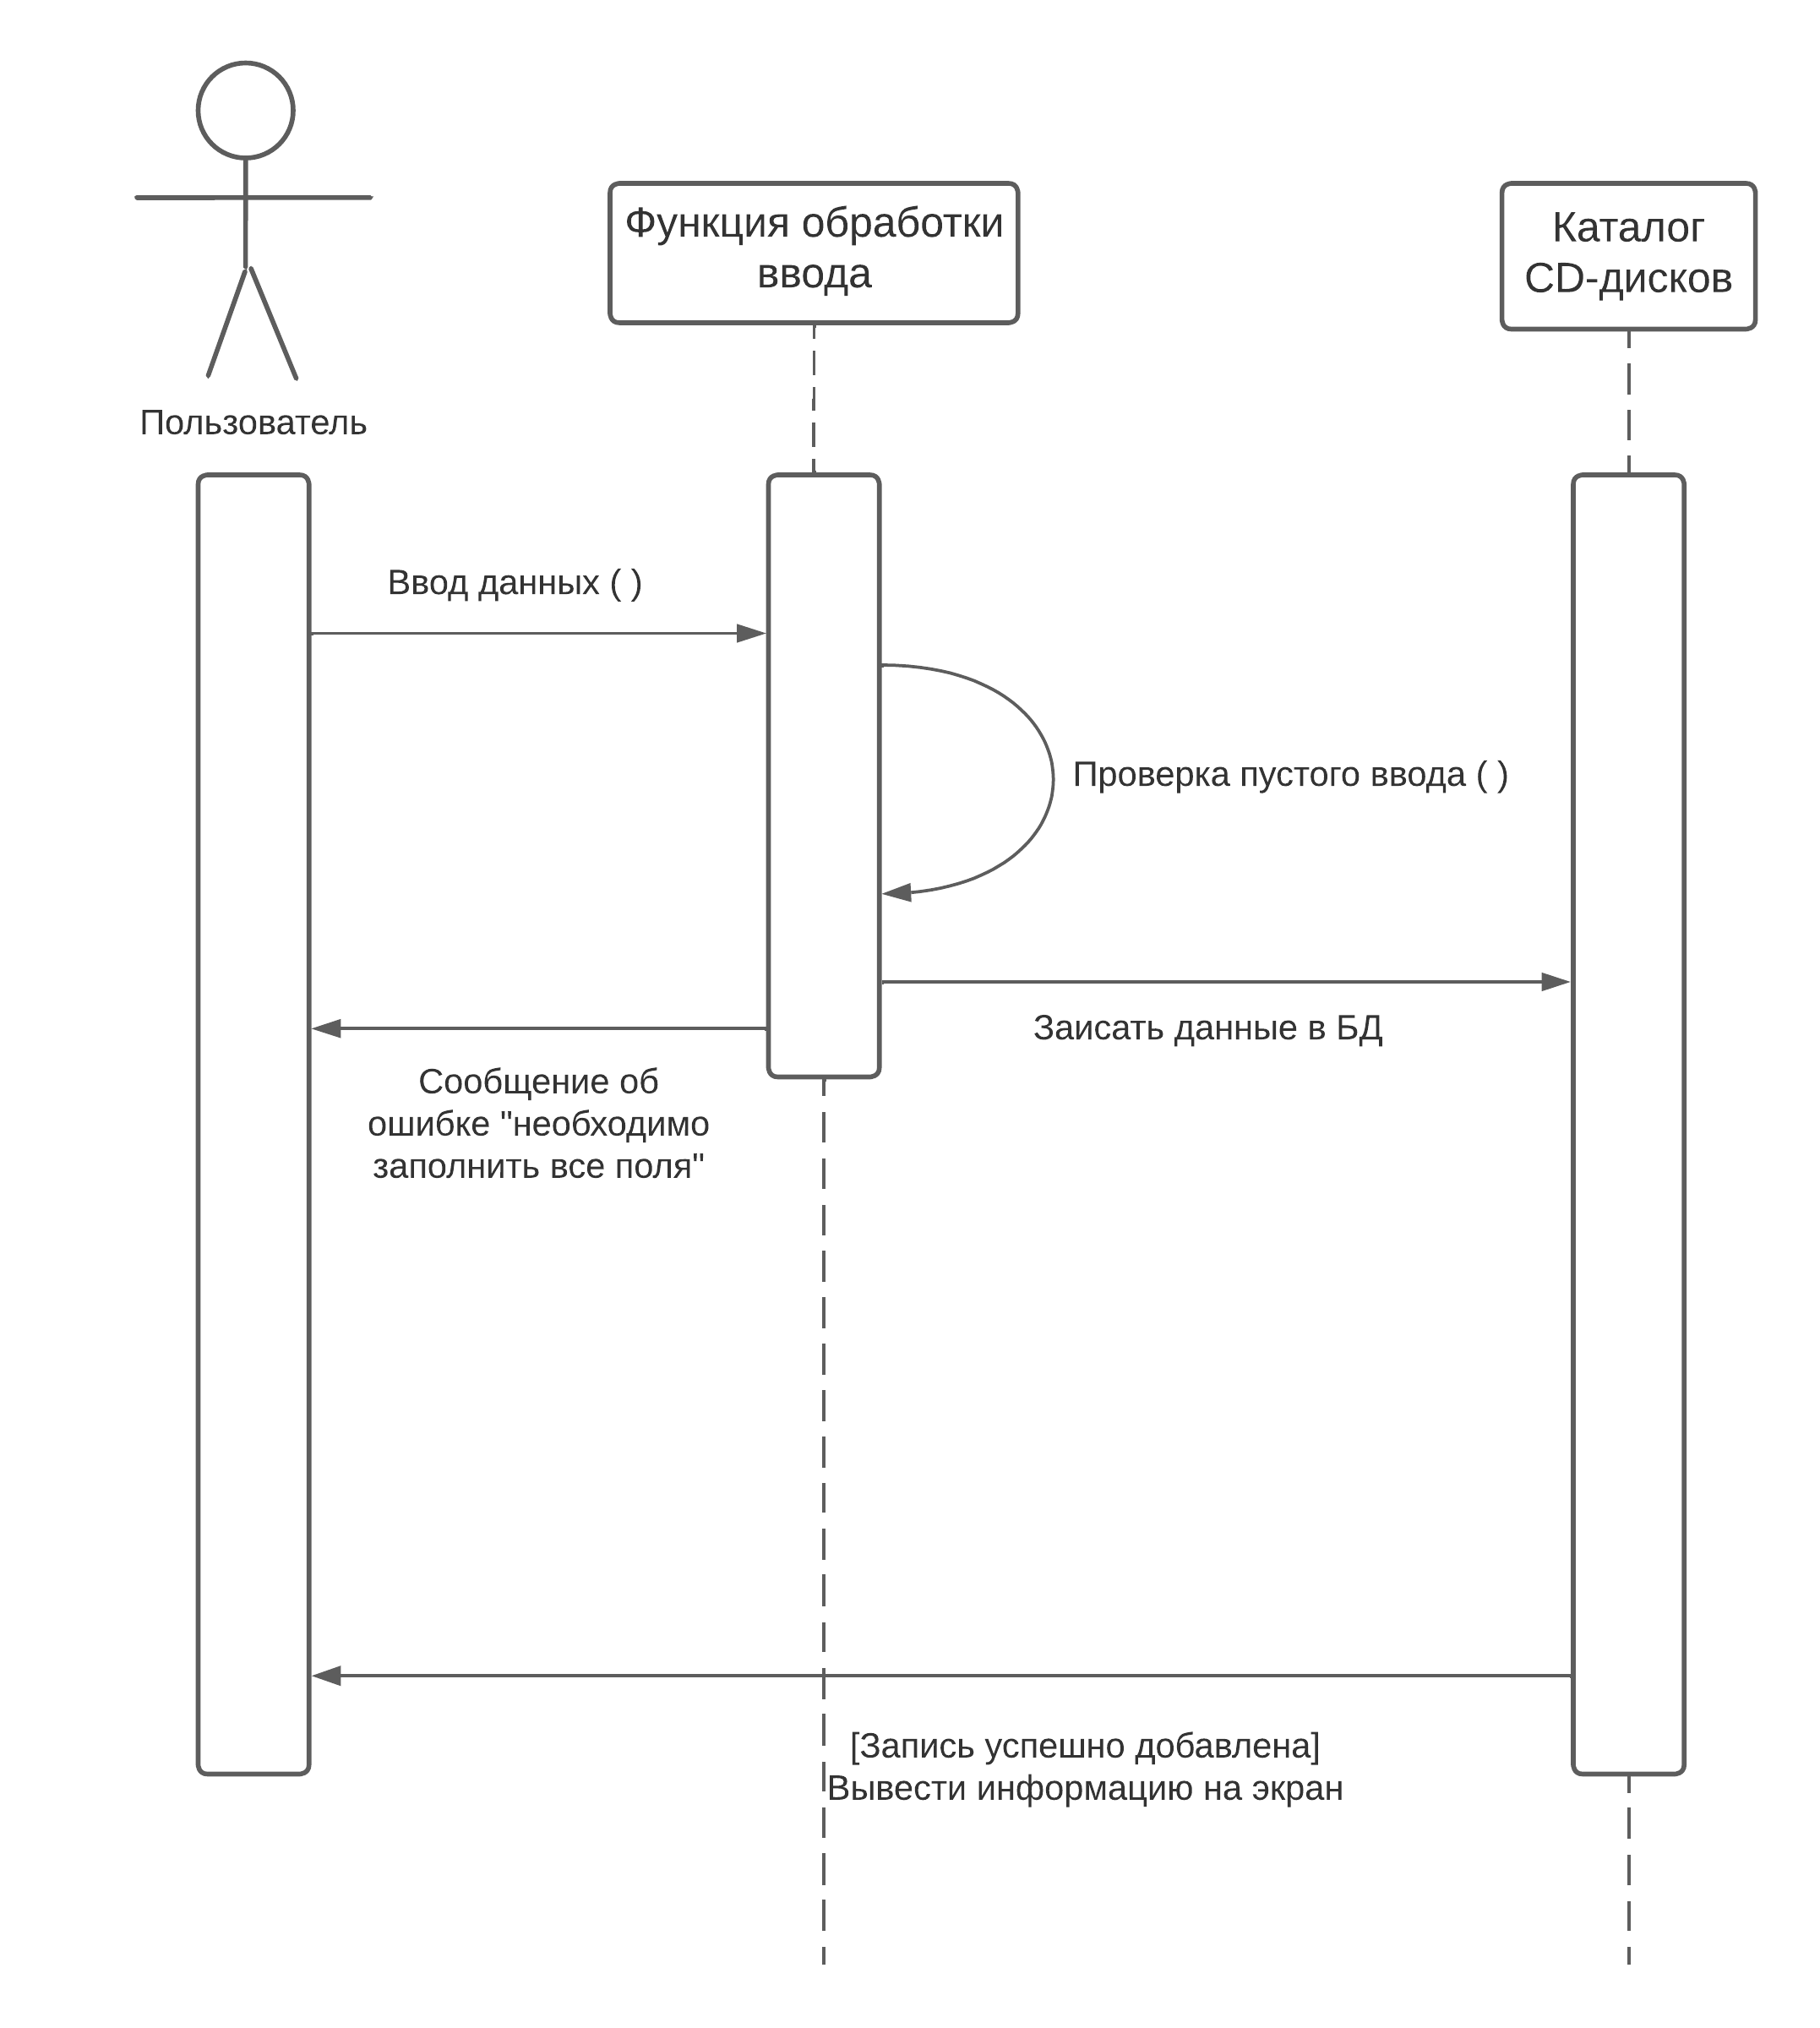 Функция обработки
ввода
Каталог
CD-дисков
Пользователь
Ввод данных ( )
Проверка пустого ввода ( )
Заисать данные в БД
Сообщение об
ошибке "необходимо
заполнить все поля"
[Запись успешно добавлена]
Вывести информацию на экран